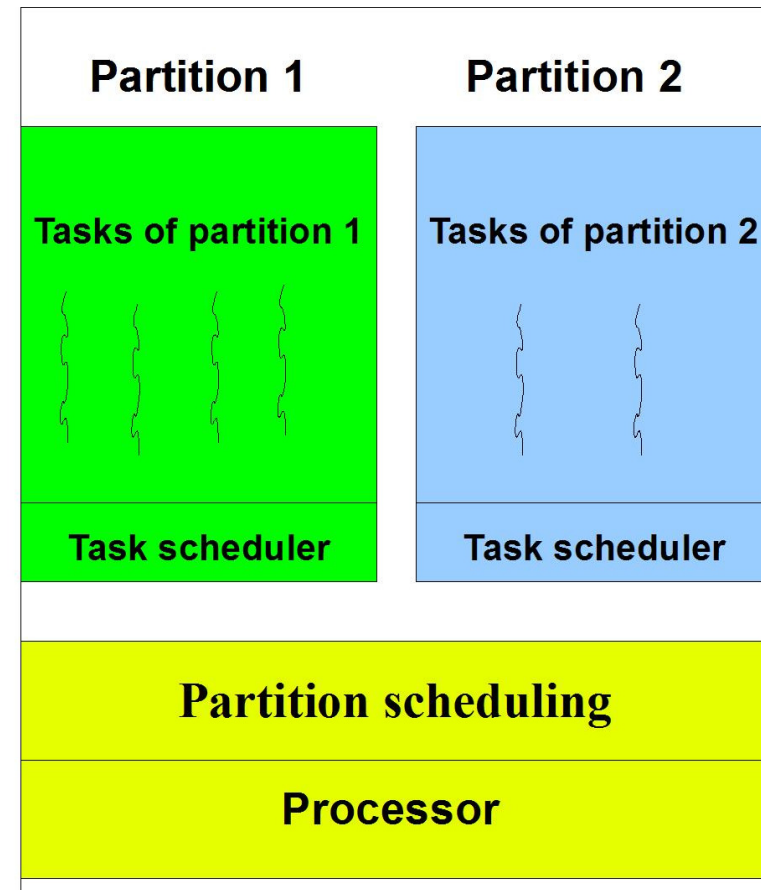 Partition 1
Partition 2
Tasks of partition 1
Tasks of partition 2
Task scheduler
Task scheduler
Partition scheduling
Processor